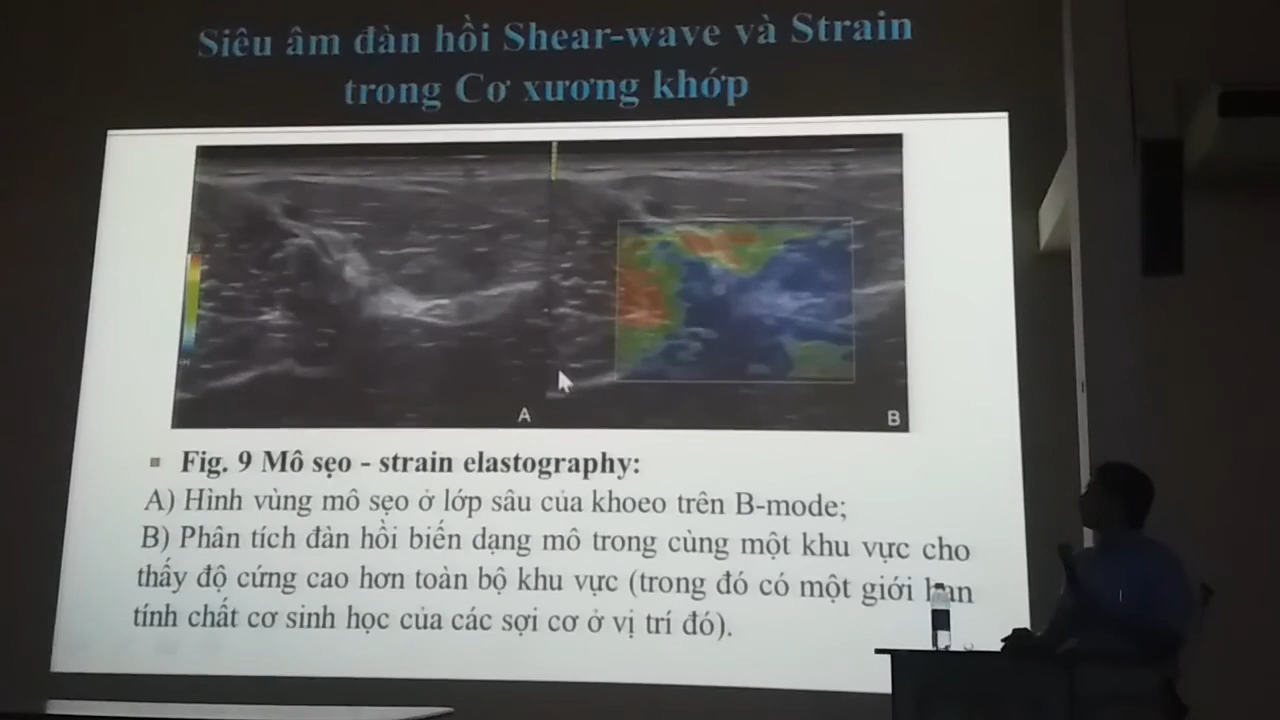 Siêu âm đàn hồi Shear-wave và Strain
trong Cơ xương khớp
A
B
Fig. 9 Mô sẹo - strain elastography:
A) Hình vùng mô sẹo ở lớp sâu của khoeo trên B-mode;
B) Phân tích đàn hồi biến dạng mô trong cùng một khu vực cho
thấy độ cứng cao hơn toàn bộ khu vực (trong đó có một giới hạn
tính chất cơ sinh học của các sợi cơ ở vị trí đó).